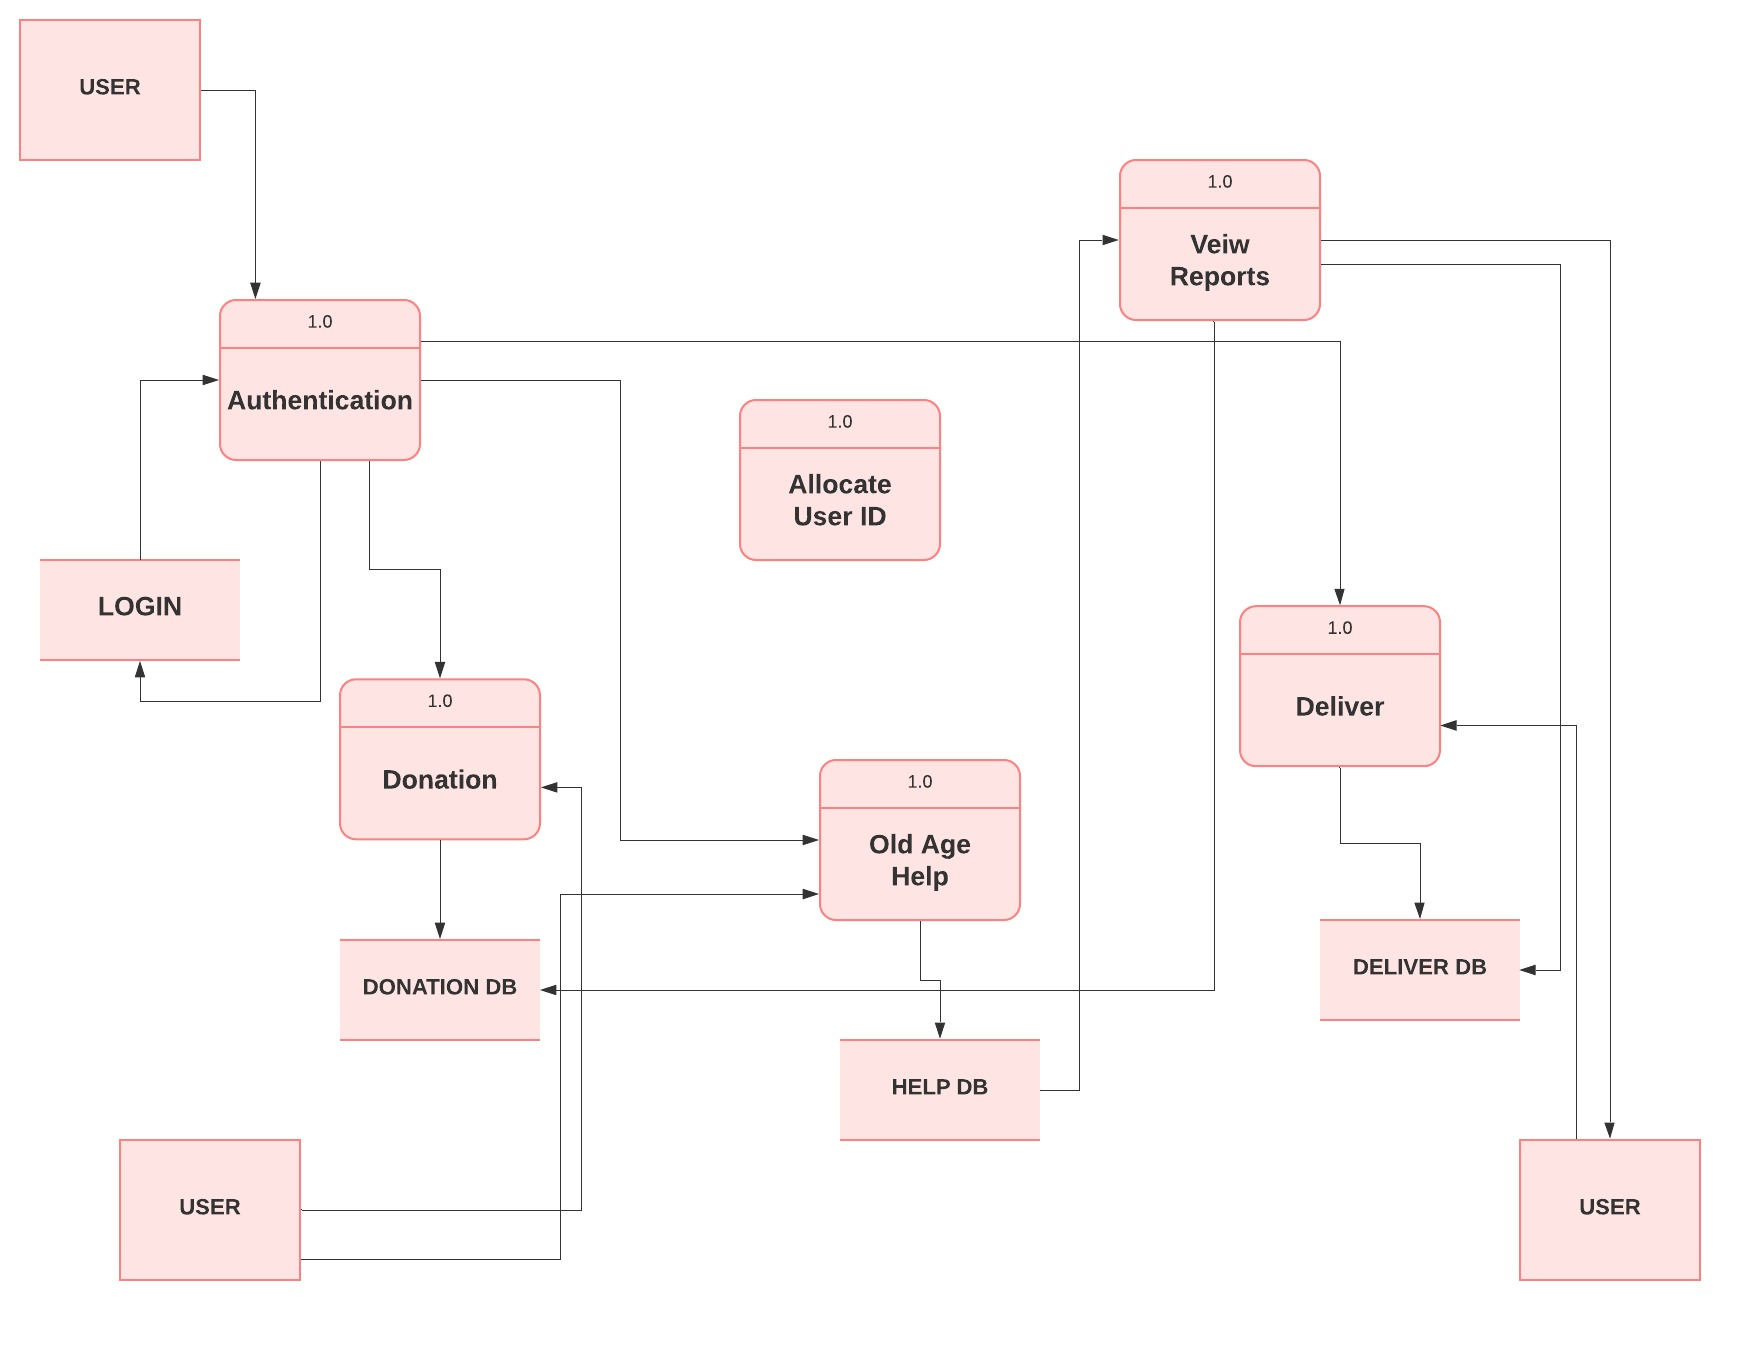 USER
1.0
Veiw
Reports
1.0
Authentication
1.0
Allocate
User ID
LOGIN
1.0
Deliver
1.0
Donation
1.0
Old Age
Help
DONATION DB
DELIVER DB
HELP DB
USER
USER